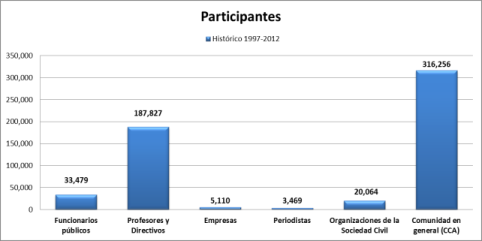 Participantes
Histórico 1997-2012
350,000
300,000
250,000
200,000
150,000
100,000
50,000
0
33,479
187,827
5,110
3,469
20,064
316,256
Funcionarios
públicos
Profesores y
Directivos
Empresas
Periodistas
Organizaciones de la
Sociedad Civil
Comunidad en
general (CCA)